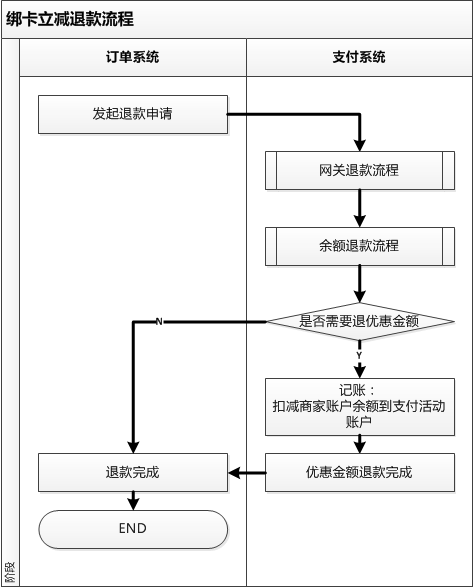 绑卡立减退款流程
订单系统
支付系统
发起退款申请
网关退款流程
余额退款流程
是否需要退优惠金额
N
Y
记账：
扣减商家账户余额到支付活动
账户
退款完成
优惠金额退款完成
END
阶段